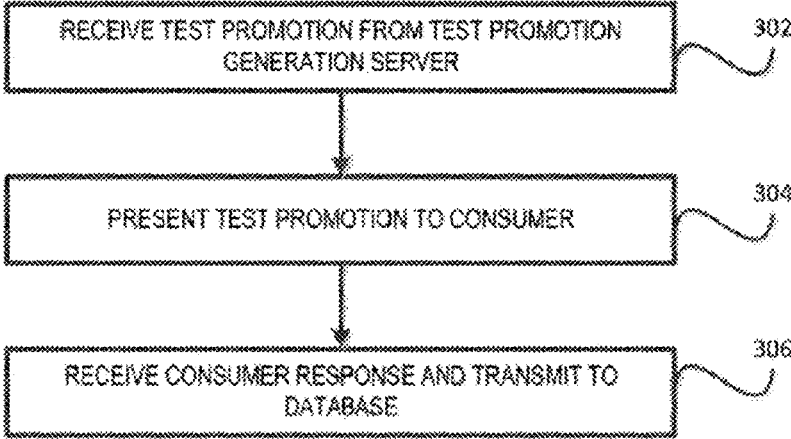 RECEIVE TEST PROMOTION FROM TEST PROMOTION
GENERATION SERVER
302
PRESENT TEST PROMOTION TO CONSUMER
304
RECEIVE CONSUMER RESPONSE AND TRANSMIT TO
DATABASE
306